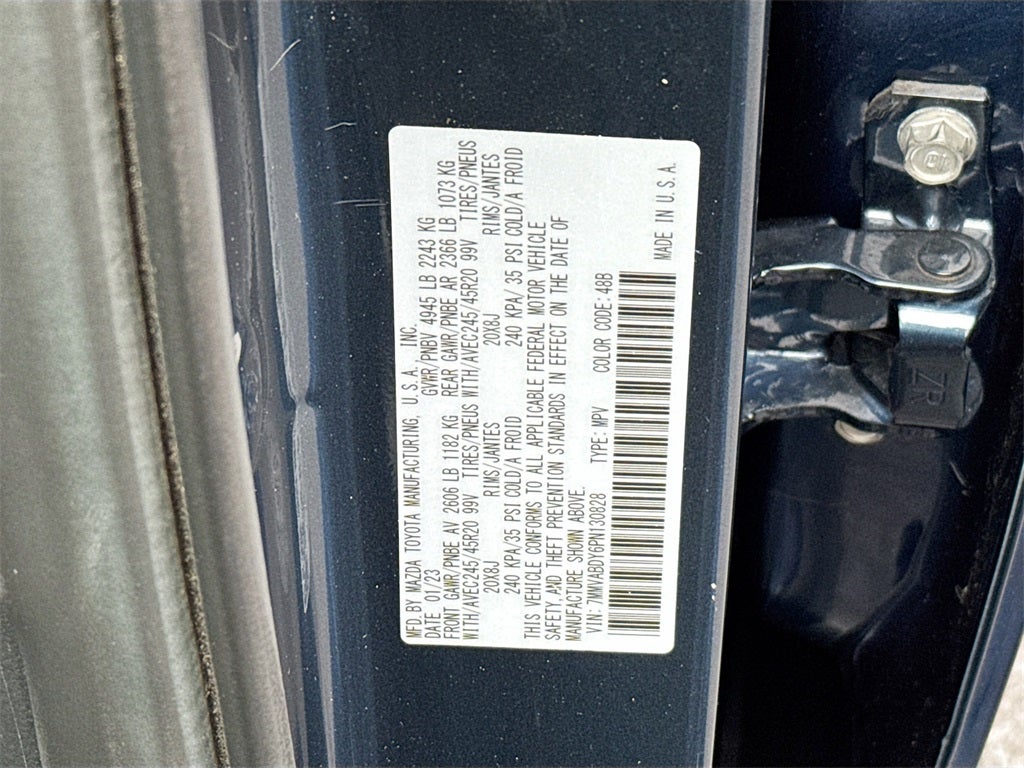 MFD.BY MAZDA TOYOTA MANUFACTURING, U.S.A., INC.
DATE 01/23 GVWR/PNBV 4945 LB 2243 KG
FRONT GAWR/PNBE AV 2606 LB 1182 KG REAR GAWR/PNBE AR 2366 LB 1073 KG
WITH/AVEC245/45R20 99V TIRES/PNEUS WITH/AVEC245/45R20 99V TIRES/PNEUS
20X8J RIMS/JANTES 20X8J RIMS/JANTES
240 KPA/35 PSI COLD/A FROID 240 KPA/35 PSI COLD/A FROID
THIS VEHICLE CONFORMS TO ALL APPLICABLE FEDERAL MOTOR VEHICLE
SAFETY AND THEFT PREVENTION STANDARDS IN EFFECT ON THE DATE OF
MANUFACTURE SHOWN ABOVE.
VIN: 7MMVABDY6PN130828 TYPE: MPV COLOR CODE: 48B
MADE IN U.S.A.
ZR
10